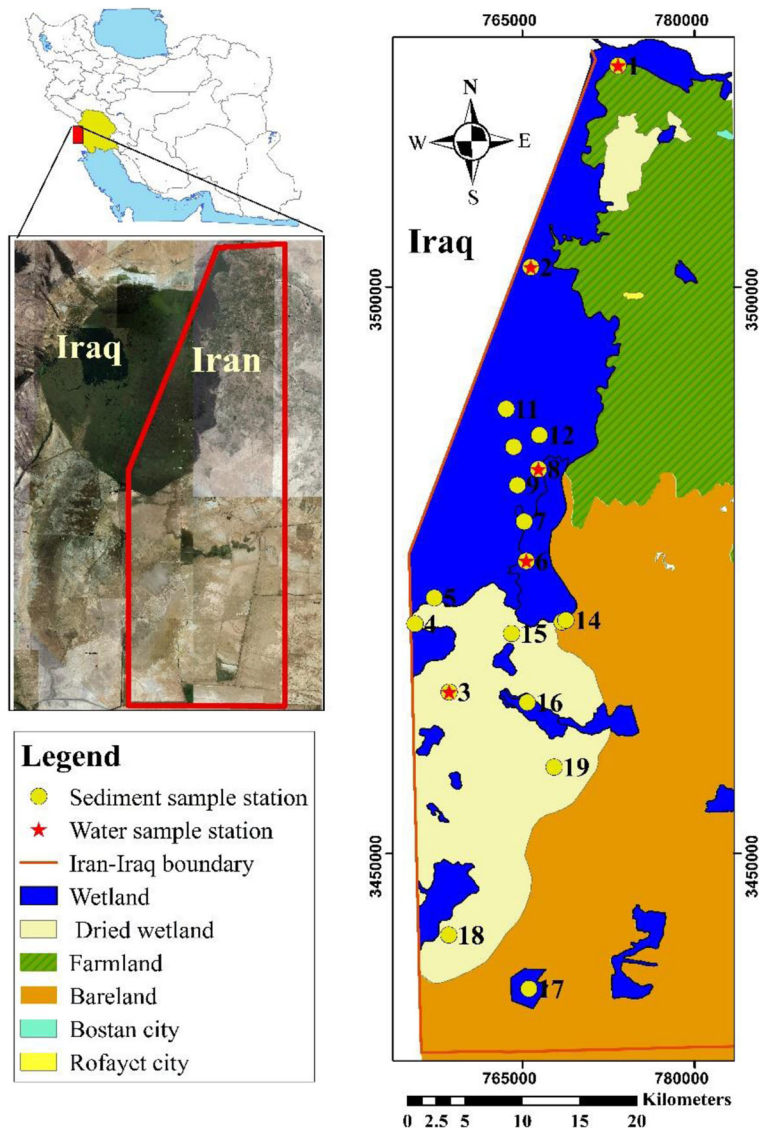 765000
780000
N
W
E
S
Iraq
3500000
3500000
3450000
3450000
1
2
11
12
8
9
7
6
5
4
14
15
3
16
19
18
17
765000
780000
Kilometers
0 2.5 5 10 15 20
Iraq
Iran
Legend
Sediment sample station
Water sample station
Iran-Iraq boundary
Wetland
Dried wetland
Farmland
Bareland
Bostan city
Rofayet city